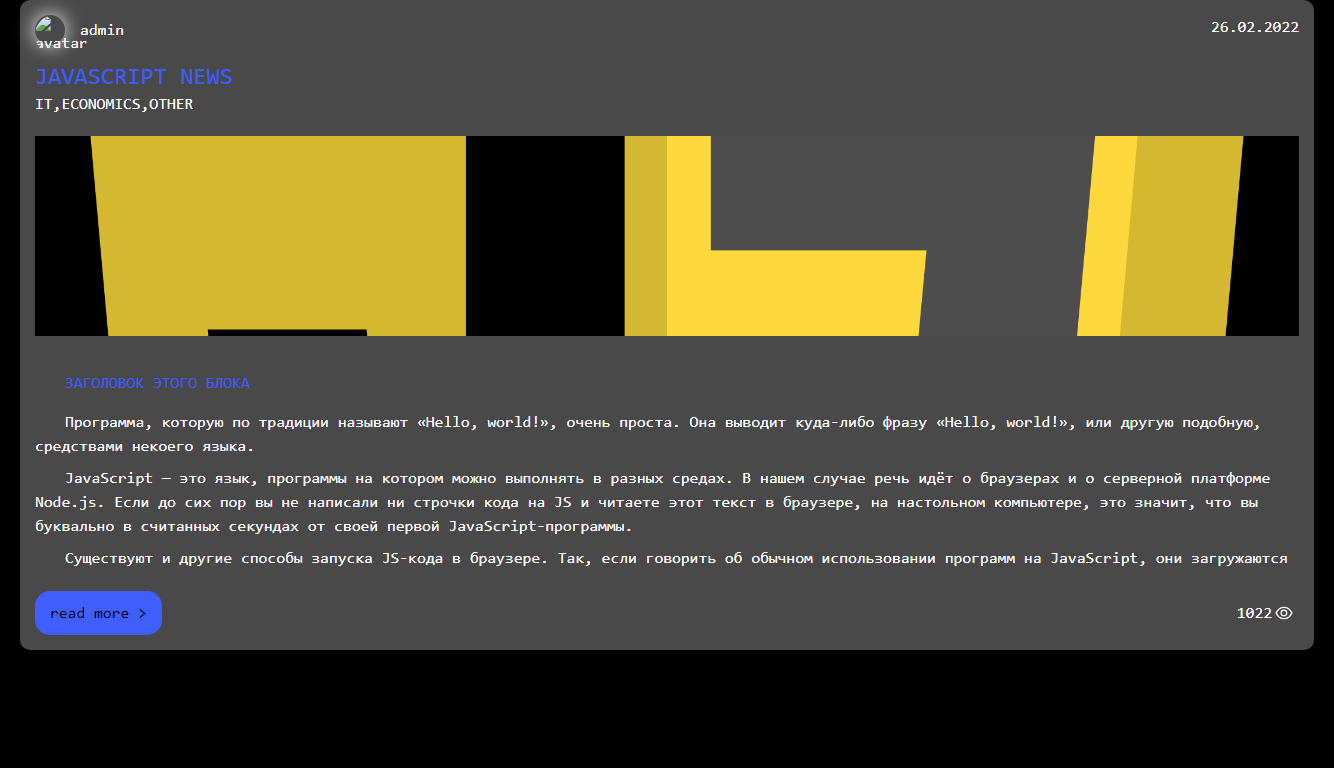 admin
26.02.2022
avatar
JAVASCRIPT NEWS
IT,ECONOMICS,OTHER
ЗАГОЛОВОК ЭТОГО БЛОКА
Программа, которую по традиции называют «Hello, world!», очень проста. Она выводит куда-либо фразу «Hello, world!», или другую подобную,
средствами некоего языка.
JavaScript — это язык, программы на котором можно выполнять в разных средах. В нашем случае речь идёт о браузерах и о серверной платформе
Node.js. Если до сих пор вы не написали ни строчки кода на JS и читаете этот текст в браузере, на настольном компьютере, это значит, что вы
буквально в считанных секундах от своей первой JavaScript-программы.
Существуют и другие способы запуска JS-кода в браузере. Так, если говорить об обычном использовании программ на JavaScript, они загружаются
read more >
1022